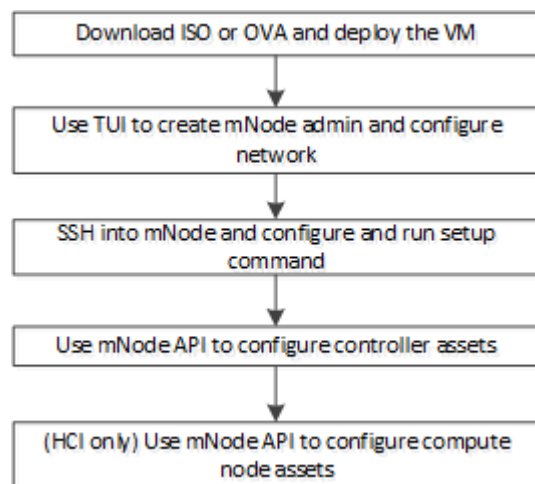 Download ISO or OVA and deploy the VM
Use TUI to create mNode admin and configure
network
SSH into mNode and configure and run setup
command
Use mNode API to configure controller assets
(HCI only) Use mNode API to configure compute
node assets